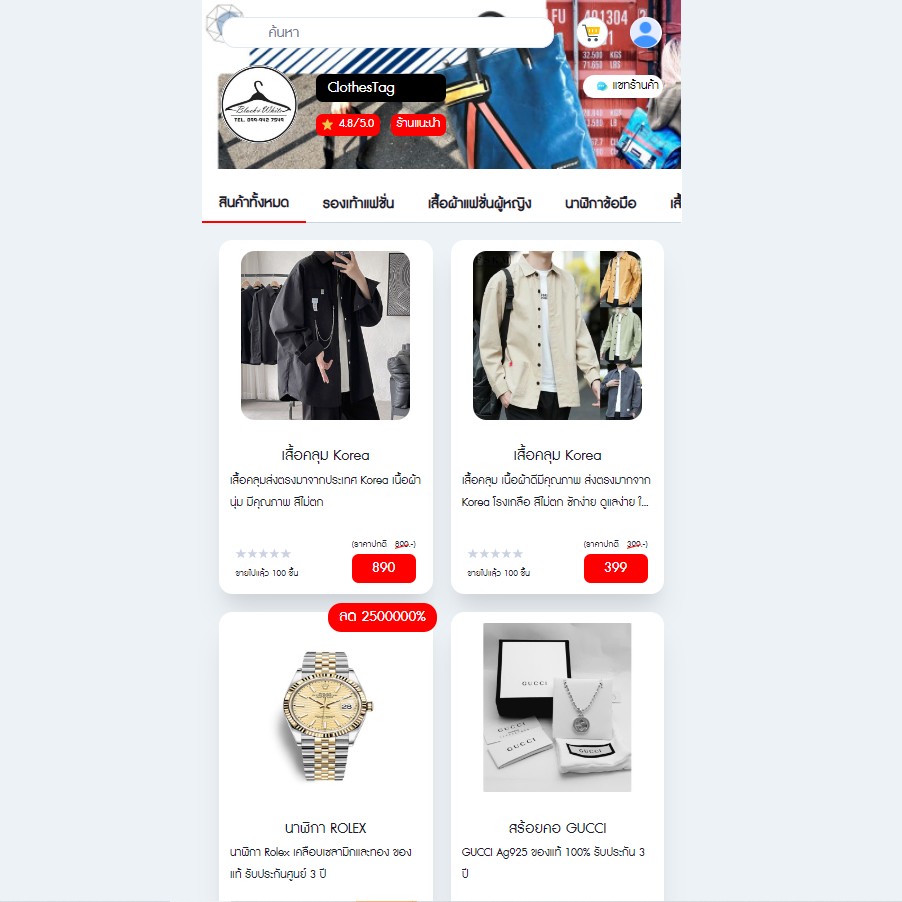 ค้นหา
ClothesTag
แชทร้านค้า
Black & White
TEL. 099-942 7545
4.8/5.0 ร้านแนะนำ
สินค้าทั้งหมด รองเท้าแฟชั่น เสื้อผ้าแฟชั่นผู้หญิง นาฬิกาข้อมือ เสื้
เสื้อคลุม Korea
เสื้อคลุมส่งตรงมาจากประเทศ Korea เนื้อผ้า
นุ่ม มีคุณภาพ สีไม่ตก
(ราคาปกติ 899.-)
ขายไปแล้ว 100 ชิ้น
890
เสื้อคลุม Korea
เสื้อคลุม เนื้อผ้าดีมีคุณภาพ ส่งตรงมากจาก
Korea โรงเกลือ สีไม่ตก ซักง่าย ดูแลง่าย ใ...
(ราคาปกติ 399.-)
ขายไปแล้ว 100 ชิ้น
399
ลด 2500000%
นาฬิกา ROLEX
นาฬิกา Rolex เคลือบเซลามิกและทอง ของ
แท้ รับประกันศูนย์ 3 ปี
GUCCI
GUCCI
GUCCI
สร้อยคอ GUCCI
GUCCI Ag925 ของแท้ 100% รับประกัน 3
ปี